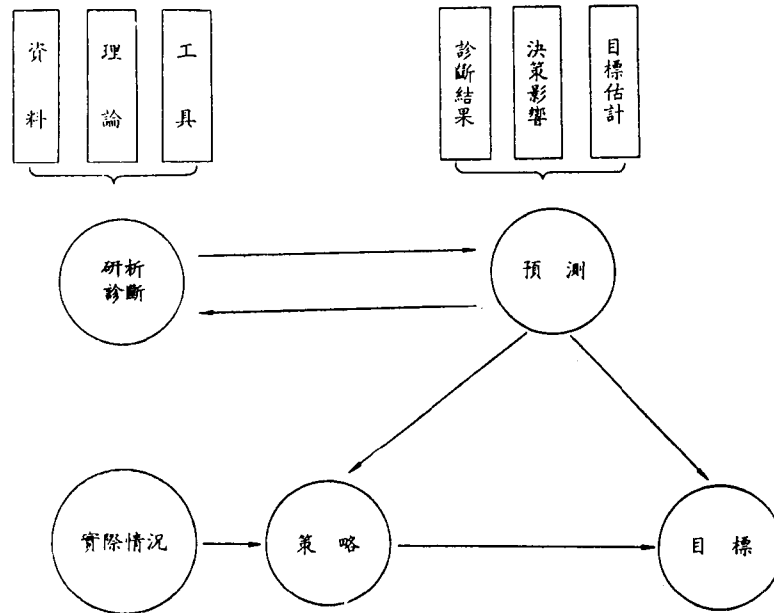 資料
理論
工具
診斷結果
決策影響
目標估計
研析
診斷
預測
實際情況
策略
目標